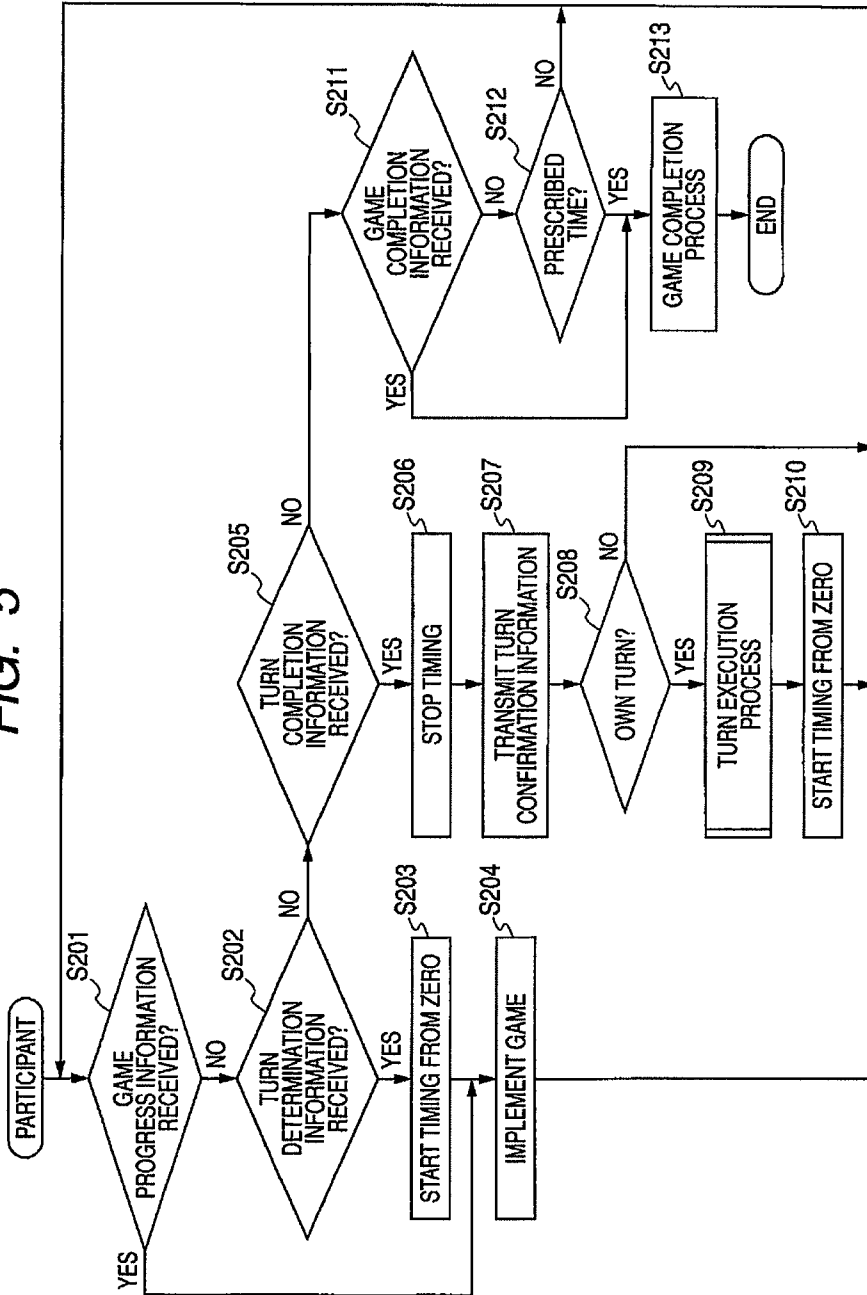 FIG. 5
PARTICIPANT
S201
GAME
PROGRESS INFORMATION
RECEIVED?
YES
NO
S202
TURN
DETERMINATION
INFORMATION
RECEIVED?
NO
YES
S203
START TIMING FROM ZERO
S204
IMPLEMENT GAME
S205
TURN
COMPLETION
INFORMATION
RECEIVED?
NO
YES
S206
STOP TIMING
S207
TRANSMIT TURN
CONFIRMATION INFORMATION
S208
OWN TURN?
NO
YES
S209
TURN EXECUTION
PROCESS
S210
START TIMING FROM ZERO
S211
GAME
COMPLETION
INFORMATION
RECEIVED?
YES
NO
S212
PRESCRIBED
TIME?
NO
YES
S213
GAME COMPLETION
PROCESS
END